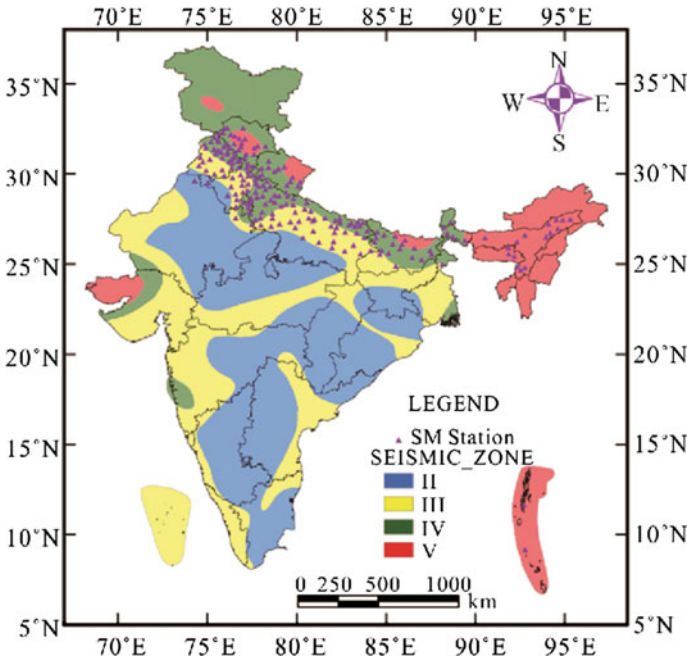 70°E 75°E 80°E 85°E 90°E 95°E
35°N 35°N
N
W E
S
30°N 30°N
25°N 25°N
20°N 20°N
LEGEND
SM Station
SEISMIC_ZONE
15°N 15°N
II
III
IV
V
10°N 10°N
0 250 500 1000
km
5°N 5°N
70°E 75°E 80°E 85°E 90°E 95°E